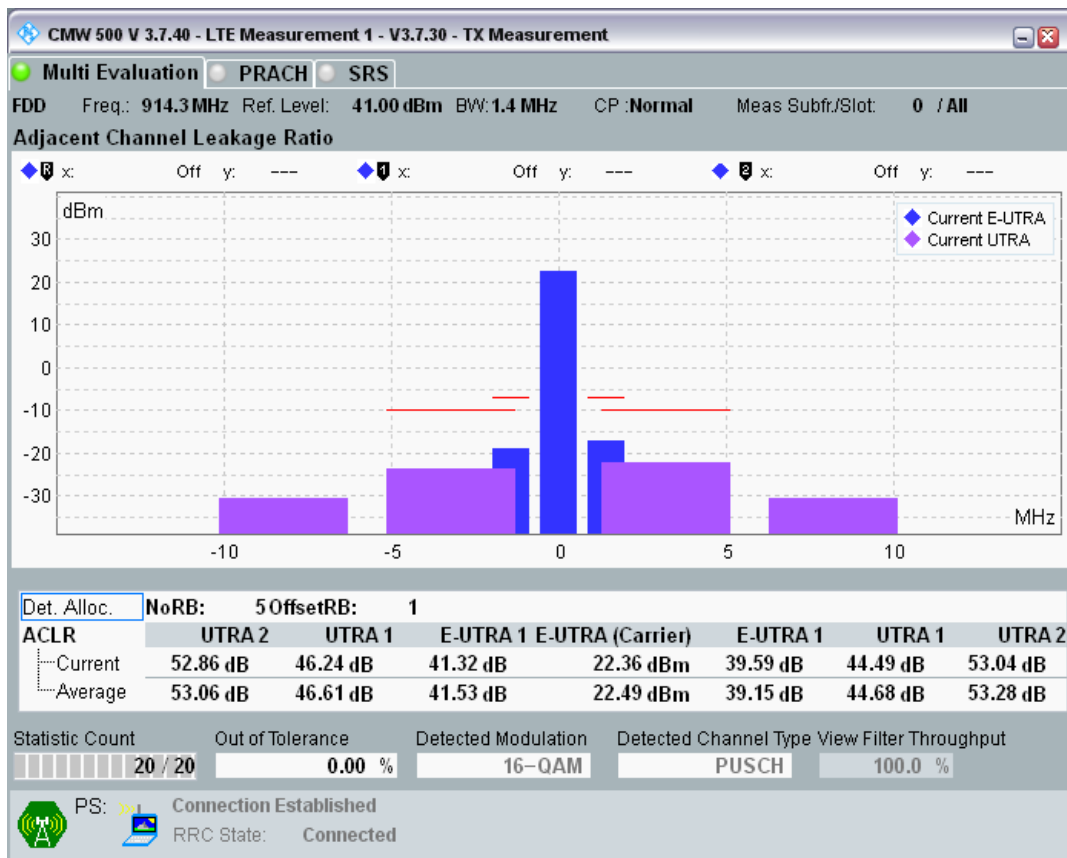 CMW 500 V 3.7.40 - LTE Measurement 1 - V3.7.30 - TX Measurement
Multi Evaluation PRACH SRS
FDD Freq.: 914.3 MHz Ref. Level: 41.00 dBm BW: 1.4 MHz CP :Normal Meas Subfr./Slot: 0 / All
Adjacent Channel Leakage Ratio
R x: Off y: --- 1 x: Off y: --- 2 x: Off y: ---
dBm
Current E-UTRA
Current UTRA
30
20
10
0
-10
-20
-30
MHz
-10 -5 0 5 10
Det. Alloc. NoRB: 5 OffsetRB: 1
ACLR UTRA 2 UTRA 1 E-UTRA 1 E-UTRA (Carrier) E-UTRA 1 UTRA 1 UTRA 2
Current 52.86 dB 46.24 dB 41.32 dB 22.36 dBm 39.59 dB 44.49 dB 53.04 dB
Average 53.06 dB 46.61 dB 41.53 dB 22.49 dBm 39.15 dB 44.68 dB 53.28 dB
Statistic Count Out of Tolerance Detected Modulation Detected Channel Type View Filter Throughput
20 / 20 0.00 % 16-QAM PUSCH 100.0 %
PS: Connection Established
RRC State: Connected